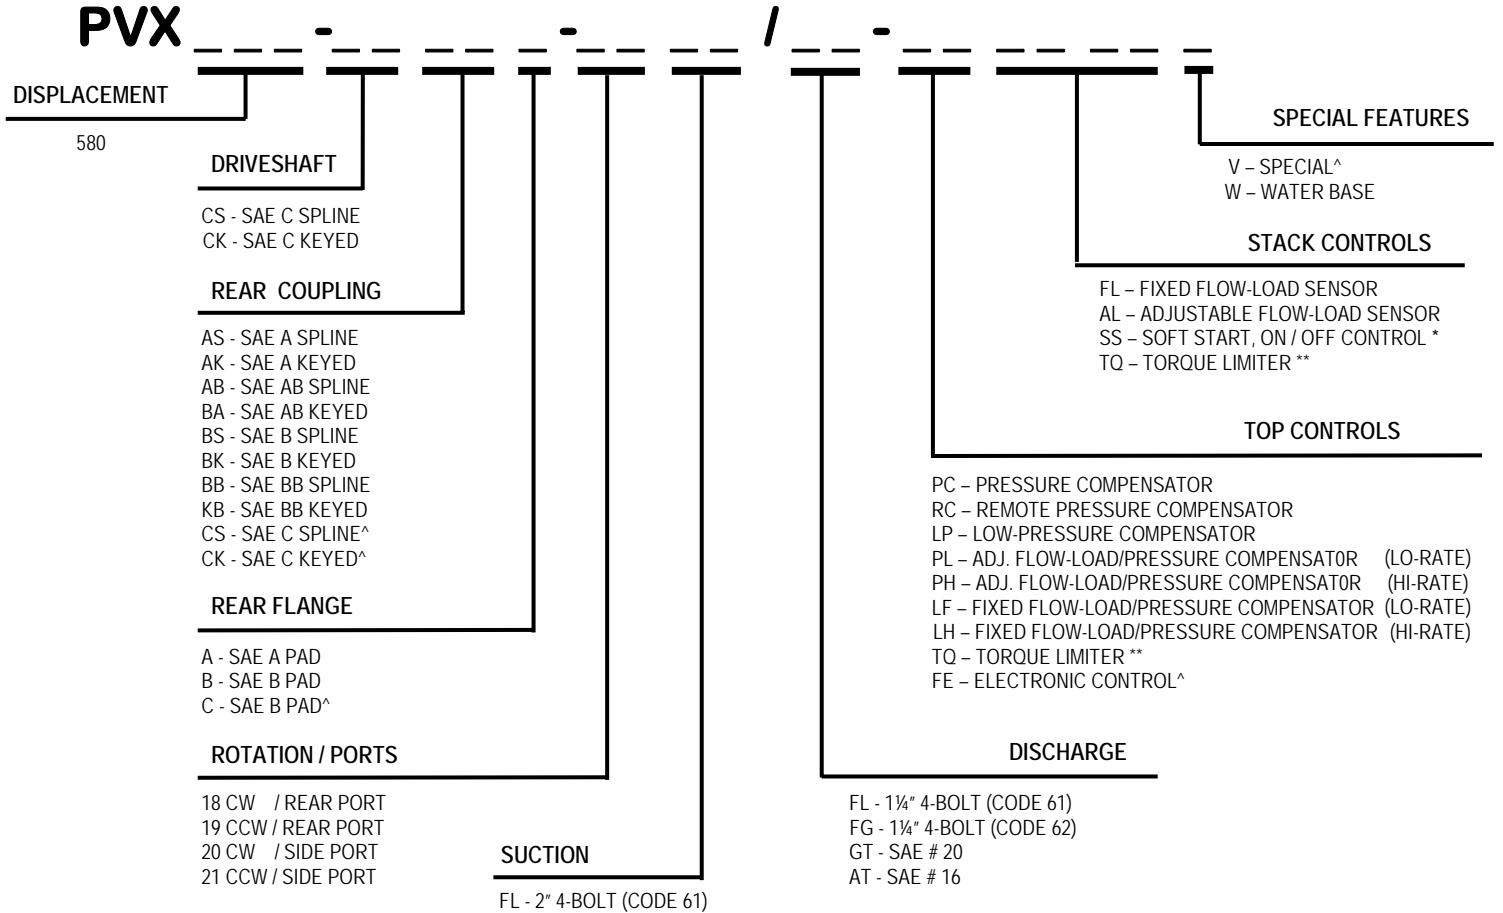 PVX ___ - __ __ _ - __ __ / __ - __ __ __ _
DISPLACEMENT
580
DRIVESHAFT
CS - SAE C SPLINE
CK - SAE C KEYED
REAR COUPLING
AS - SAE A SPLINE
AK - SAE A KEYED
AB - SAE AB SPLINE
BA - SAE AB KEYED
BS - SAE B SPLINE
BK - SAE B KEYED
BB - SAE BB SPLINE
KB - SAE BB KEYED
CS - SAE C SPLINE^
CK - SAE C KEYED^
REAR FLANGE
A - SAE A PAD
B - SAE B PAD
C - SAE B PAD^
ROTATION / PORTS
18 CW / REAR PORT
19 CCW / REAR PORT
20 CW / SIDE PORT
21 CCW / SIDE PORT
SUCTION
FL - 2" 4-BOLT (CODE 61)
SPECIAL FEATURES
V – SPECIAL^
W – WATER BASE
STACK CONTROLS
FL – FIXED FLOW-LOAD SENSOR
AL – ADJUSTABLE FLOW-LOAD SENSOR
SS – SOFT START, ON / OFF CONTROL *
TQ – TORQUE LIMITER **
TOP CONTROLS
PC – PRESSURE COMPENSATOR
RC – REMOTE PRESSURE COMPENSATOR
LP – LOW-PRESSURE COMPENSATOR
PL – ADJ. FLOW-LOAD/PRESSURE COMPENSAT0R (LO-RATE)
PH – ADJ. FLOW-LOAD/PRESSURE COMPENSAT0R (HI-RATE)
LF – FIXED FLOW-LOAD/PRESSURE COMPENSATOR (LO-RATE)
LH – FIXED FLOW-LOAD/PRESSURE COMPENSATOR (HI-RATE)
TQ – TORQUE LIMITER **
FE – ELECTRONIC CONTROL^
DISCHARGE
FL - 1¼" 4-BOLT (CODE 61)
FG - 1¼" 4-BOLT (CODE 62)
GT - SAE # 20
AT - SAE # 16